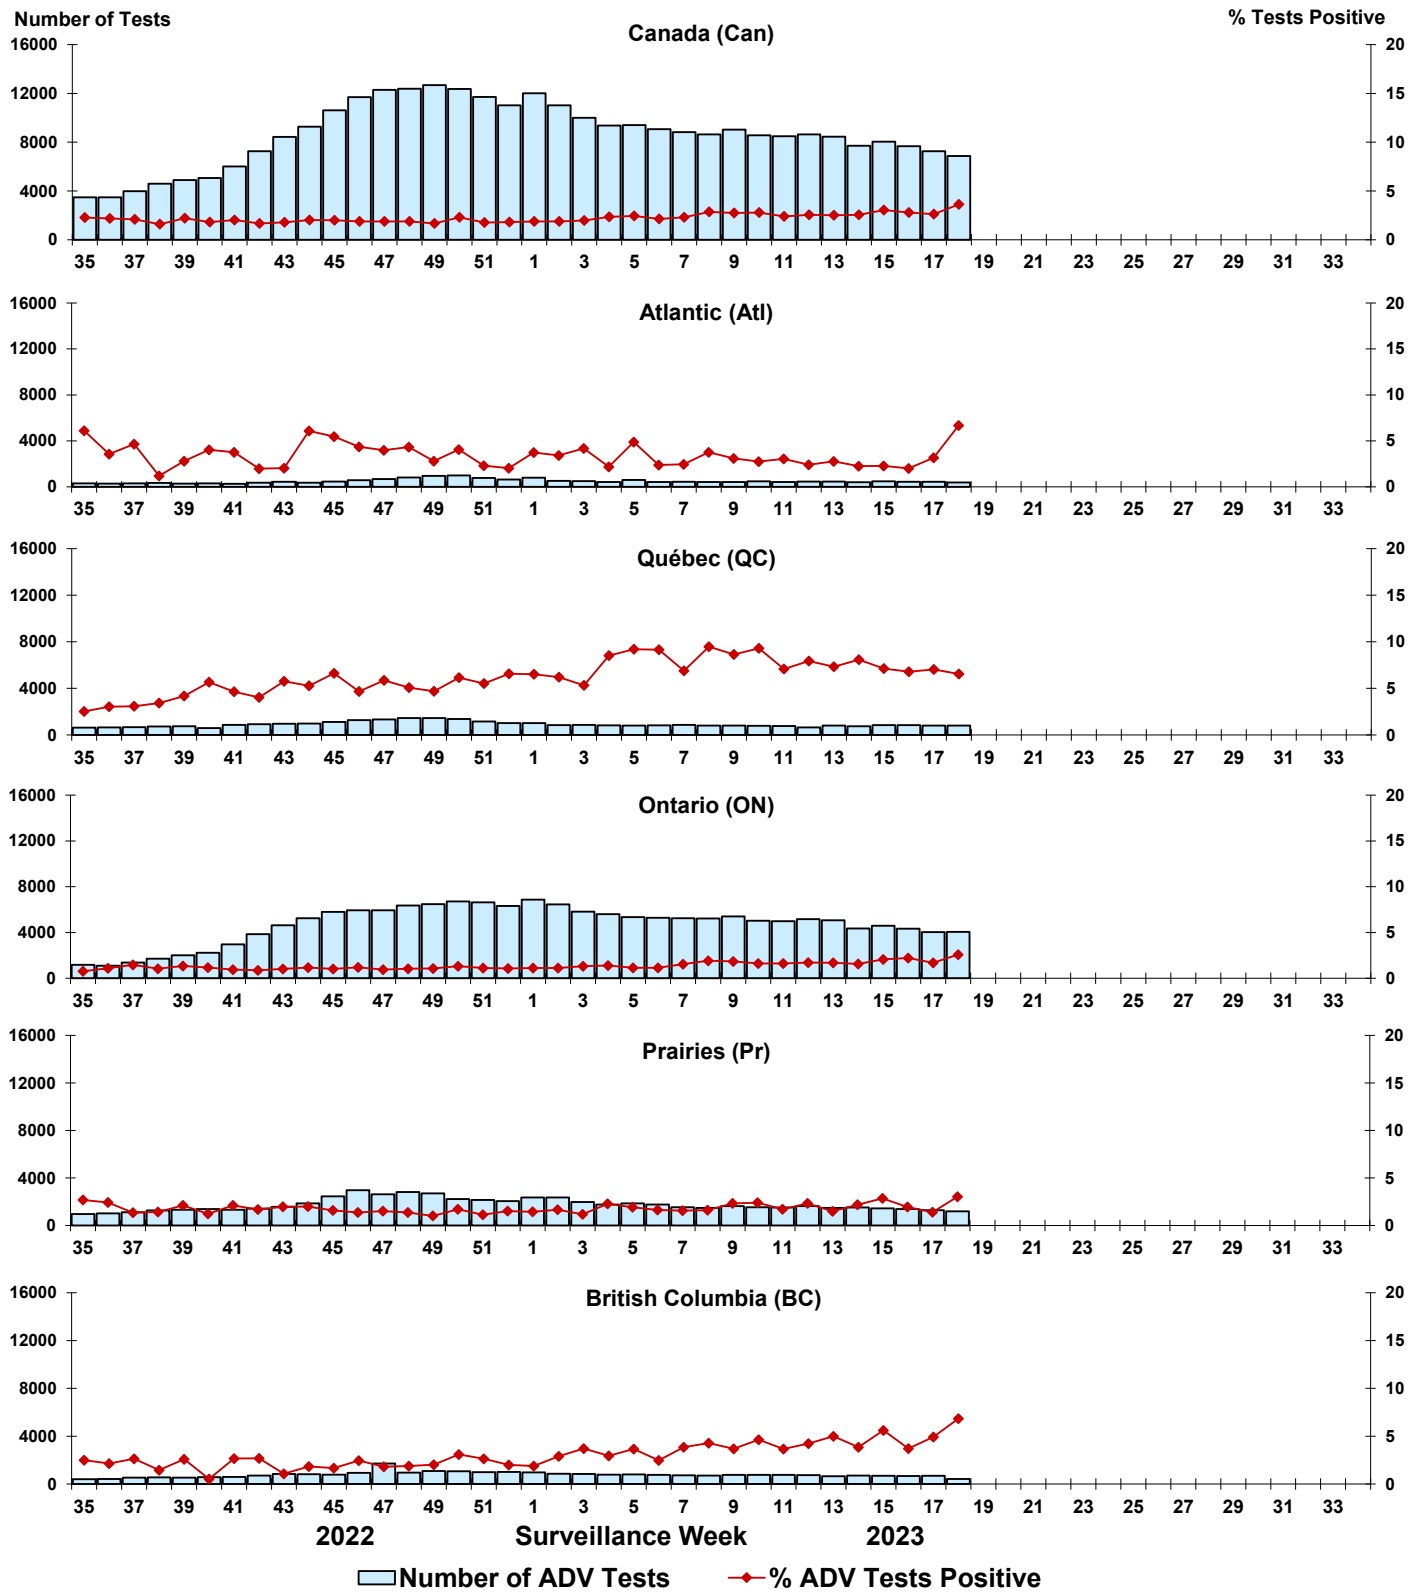 Number of Tests
% Tests Positive
Canada (Can)
16000 20
12000 15
8000 10
4000 5
0 0
35 37 39 41 43 45 47 49 51 1 3 5 7 9 11 13 15 17 19 21 23 25 27 29 31 33
Atlantic (Atl)
16000 20
12000 15
8000 10
4000 5
0 0
35 37 39 41 43 45 47 49 51 1 3 5 7 9 11 13 15 17 19 21 23 25 27 29 31 33
Québec (QC)
16000 20
12000 15
8000 10
4000 5
0 0
35 37 39 41 43 45 47 49 51 1 3 5 7 9 11 13 15 17 19 21 23 25 27 29 31 33
Ontario (ON)
16000 20
12000 15
8000 10
4000 5
0 0
35 37 39 41 43 45 47 49 51 1 3 5 7 9 11 13 15 17 19 21 23 25 27 29 31 33
Prairies (Pr)
16000 20
12000 15
8000 10
4000 5
0 0
35 37 39 41 43 45 47 49 51 1 3 5 7 9 11 13 15 17 19 21 23 25 27 29 31 33
British Columbia (BC)
16000 20
12000 15
8000 10
4000 5
0 0
35 37 39 41 43 45 47 49 51 1 3 5 7 9 11 13 15 17 19 21 23 25 27 29 31 33
2022 Surveillance Week 2023
Number of ADV Tests % ADV Tests Positive